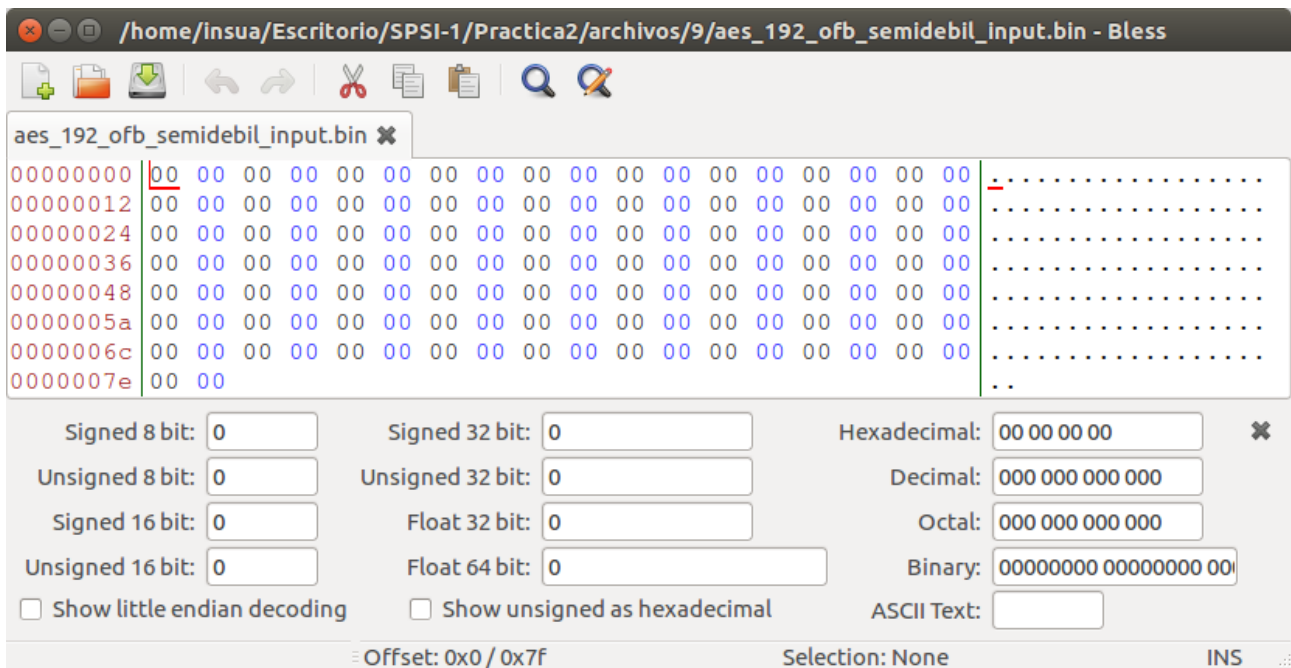 /home/insua/Escritorio/SPSI-1/Practica2/archivos/9/aes_192_ofb_semidebil_input.bin - Bless
aes_192_ofb_semidebil_input.bin
00000000 00 00 00 00 00 00 00 00 00 00 00 00 00 00 00 00 00 00 ..................
00000012 00 00 00 00 00 00 00 00 00 00 00 00 00 00 00 00 00 00 ..................
00000024 00 00 00 00 00 00 00 00 00 00 00 00 00 00 00 00 00 00 ..................
00000036 00 00 00 00 00 00 00 00 00 00 00 00 00 00 00 00 00 00 ..................
00000048 00 00 00 00 00 00 00 00 00 00 00 00 00 00 00 00 00 00 ..................
0000005a 00 00 00 00 00 00 00 00 00 00 00 00 00 00 00 00 00 00 ..................
0000006c 00 00 00 00 00 00 00 00 00 00 00 00 00 00 00 00 00 00 ..................
0000007e 00 00 ..
Signed 8 bit: 0 Signed 32 bit: 0 Hexadecimal: 00 00 00 00
Unsigned 8 bit: 0 Unsigned 32 bit: 0 Decimal: 000 000 000 000
Signed 16 bit: 0 Float 32 bit: 0 Octal: 000 000 000 000
Unsigned 16 bit: 0 Float 64 bit: 0 Binary: 00000000 00000000 00
Show little endian decoding Show unsigned as hexadecimal ASCII Text:
Offset: 0x0 / 0x7f Selection: None INS